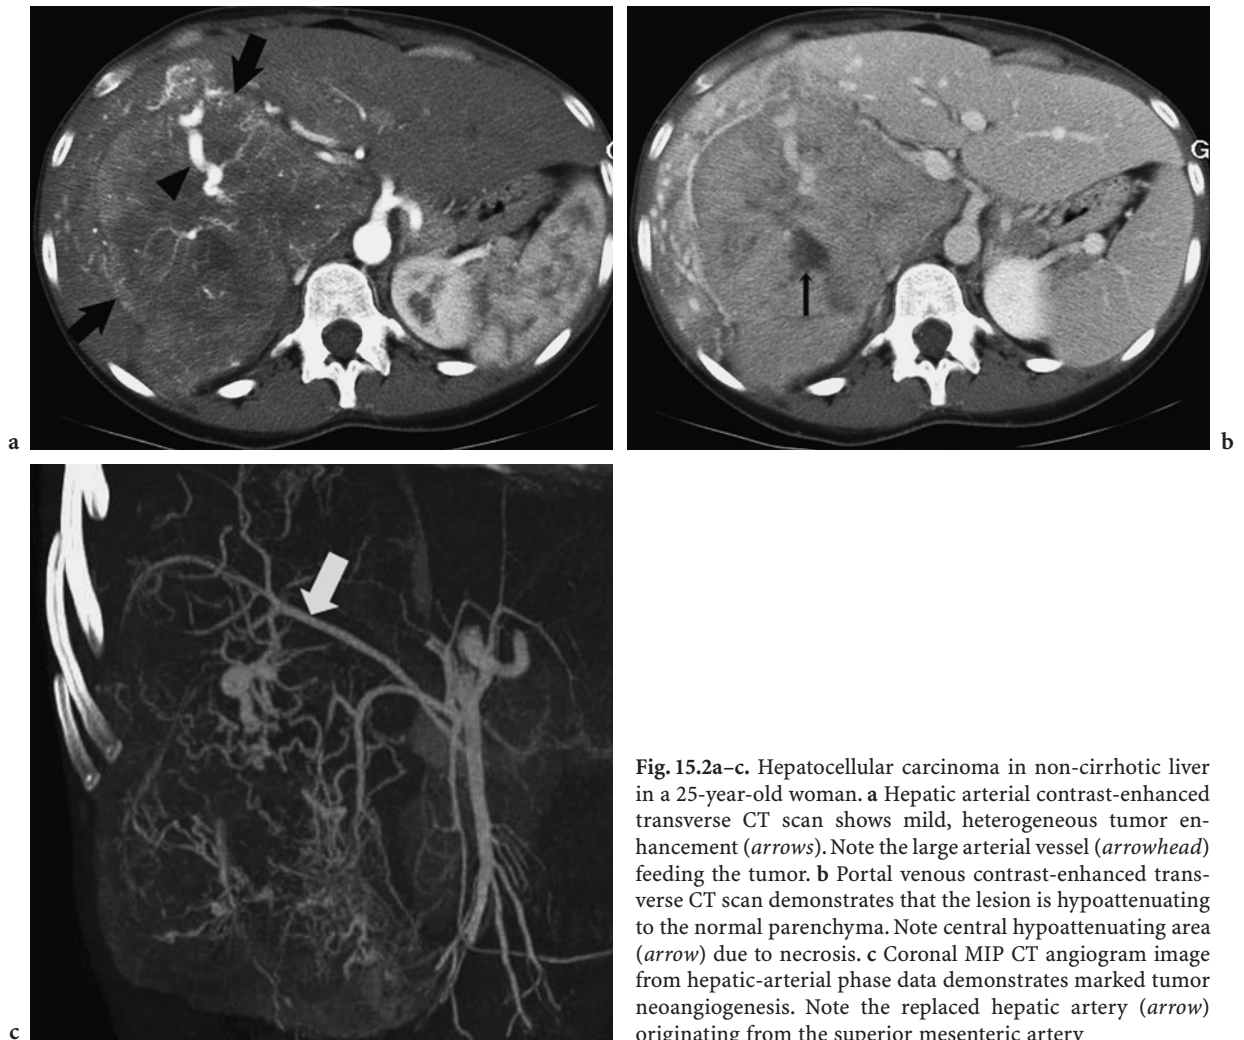 G
a
G
b
c
Fig. 15.2a–c. Hepatocellular carcinoma in non-cirrhotic liver
in a 25-year-old woman. a Hepatic arterial contrast-enhanced
transverse CT scan shows mild, heterogeneous tumor en-
hancement (arrows). Note the large arterial vessel (arrowhead)
feeding the tumor. b Portal venous contrast-enhanced trans-
verse CT scan demonstrates that the lesion is hypoattenuating
to the normal parenchyma. Note central hypoattenuating area
(arrow) due to necrosis. c Coronal MIP CT angiogram image
from hepatic-arterial phase data demonstrates marked tumor
neoangiogenesis. Note the replaced hepatic artery (arrow)
originating from the superior mesenteric artery